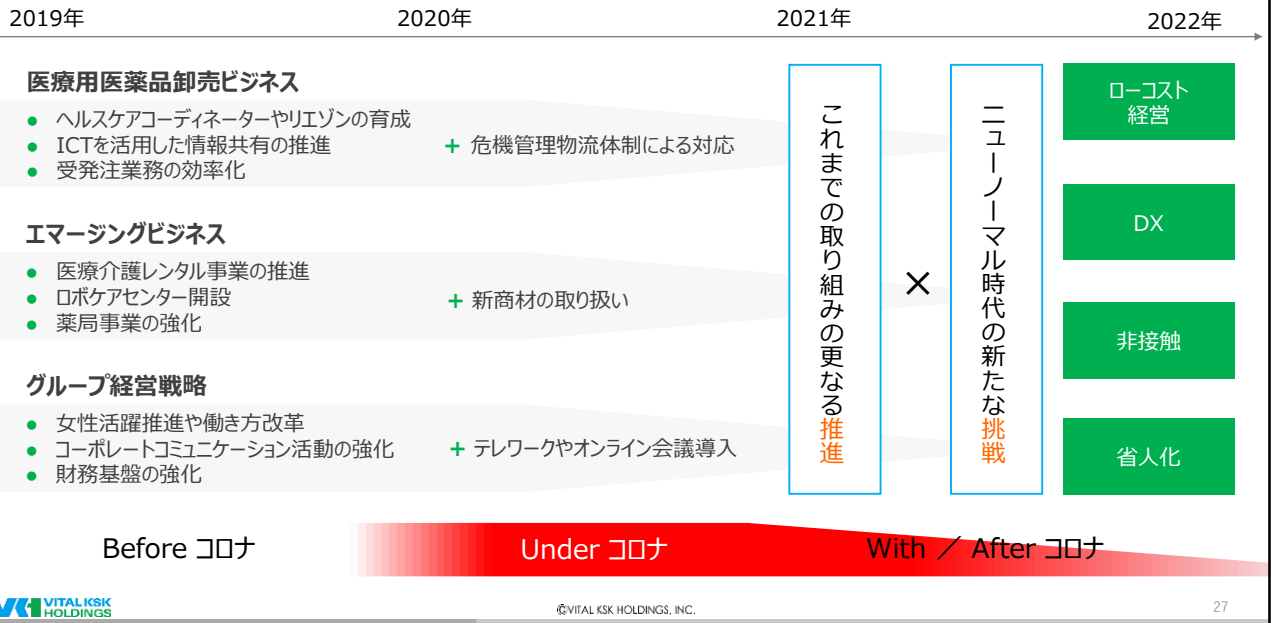 2019年
2020年
2021年
2022年
医療用医薬品卸売ビジネス
● ヘルスケアコーディネーターやリエゾンの育成
● ICTを活用した情報共有の推進
● 受発注業務の効率化
+ 危機管理物流体制による対応
エマージングビジネス
● 医療介護レンタル事業の推進
● ロボケアセンター開設
● 薬局事業の強化
+ 新商材の取り扱い
グループ経営戦略
● 女性活躍推進や働き方改革
● コーポレートコミュニケーション活動の強化
● 財務基盤の強化
+ テレワークやオンライン会議導入
これまでの取り組みの更なる推進
×
ニューノーマル時代の新たな挑戦
ローコスト
経営
DX
非接触
省人化
Before コロナ
Under コロナ
With ／ After コロナ
VITAL KSK
HOLDINGS
©VITAL KSK HOLDINGS, INC.
27